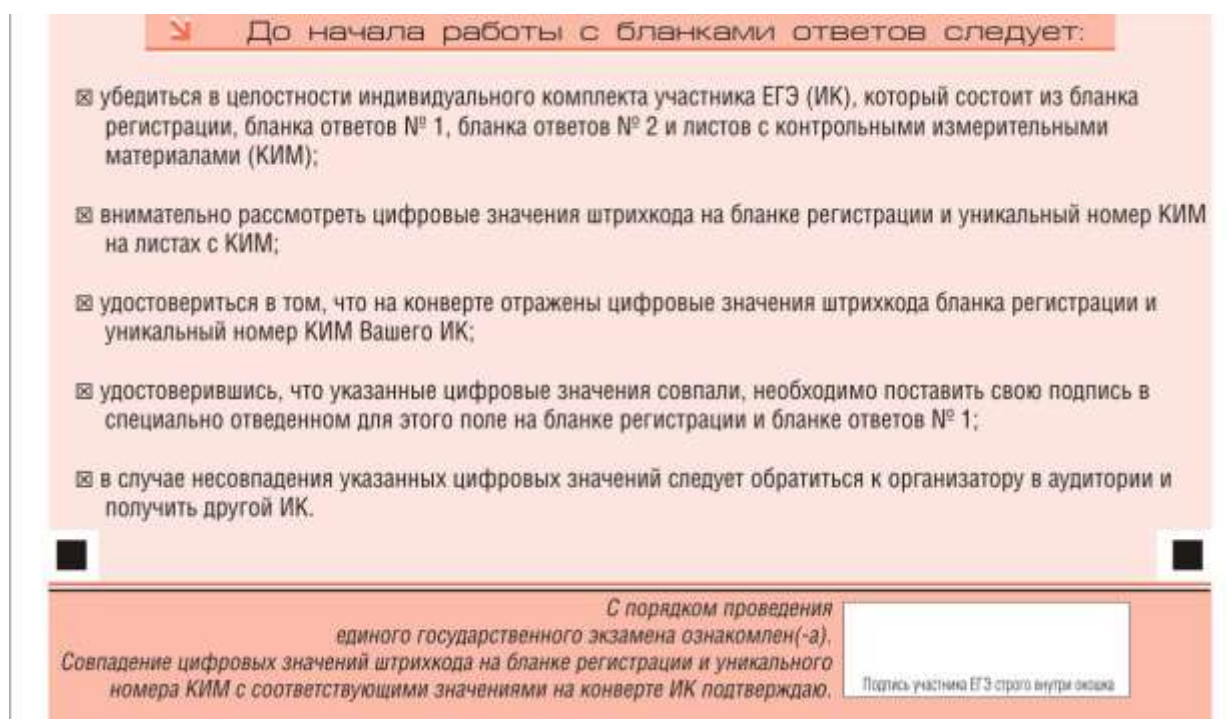 До начала работы с бланками ответов следует:
убедиться в целостности индивидуального комплекта участника ЕГЭ (ИК), который состоит из бланка
регистрации, бланка ответов № 1, бланка ответов № 2 и листов с контрольными измерительными
материалами (КИМ);
внимательно рассмотреть цифровые значения штрихкода на бланке регистрации и уникальный номер КИМ
на листах с КИМ;
удостовериться в том, что на конверте отражены цифровые значения штрихкода бланка регистрации и
уникальный номер КИМ Вашего ИК;
удостоверившись, что указанные цифровые значения совпали, необходимо поставить свою подпись в
специально отведенном для этого поле на бланке регистрации и бланке ответов № 1;
в случае несовпадения указанных цифровых значений следует обратиться к организатору в аудитории и
получить другой ИК.
С порядком проведения
единого государственного экзамена ознакомлен(-а).
Совпадение цифровых значений штрихкода на бланке регистрации и уникального
номера КИМ с соответствующими значениями на конверте ИК подтверждаю.
Подпись участника ЕГЭ строго внутри окошка